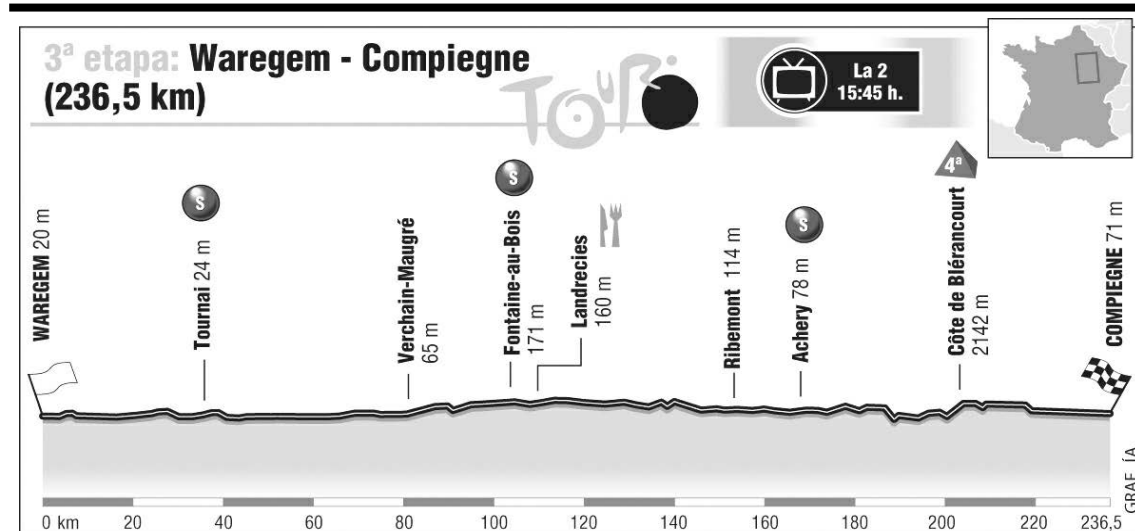 3ª etapa: Waregem - Compiegne
(236,5 km)
TOUR
La 2
15:45 h.
WAREGEM 20 m
S
Tournai 24 m
Verchain-Maugré
65 m
S
Fontaine-au-Bois
171 m
Landrecies
160 m
Ribemont 114 m
S
Achery 78 m
4ª
Côte de Blérancourt
2142 m
COMPIEGNE 71 m
0 km 20 40 60 80 100 120 140 160 180 200 220 236,5